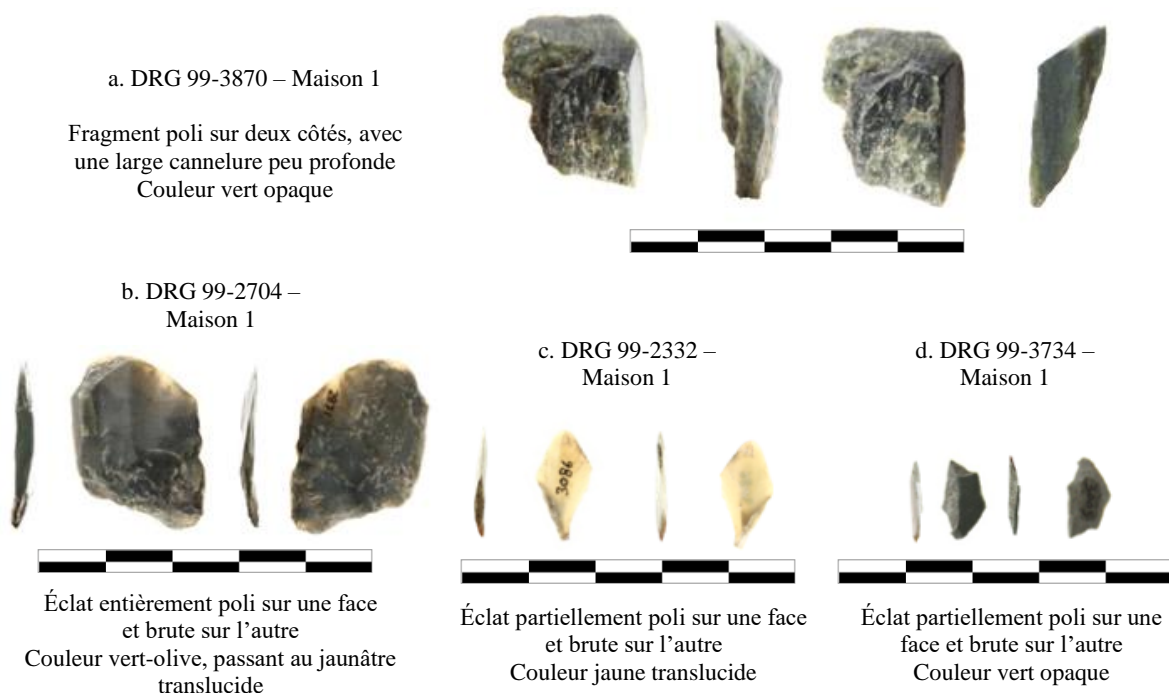 a. DRG 99-3870 – Maison 1
Fragment poli sur deux côtés, avec
une large cannelure peu profonde
Couleur vert opaque
b. DRG 99-2704 –
Maison 1
Éclat entièrement poli sur une face
et brute sur l’autre
Couleur vert-olive, passant au jaunâtre
translucide
c. DRG 99-2332 –
Maison 1
3086
Éclat partiellement poli sur une face
et brute sur l’autre
Couleur jaune translucide
d. DRG 99-3734 –
Maison 1
Éclat partiellement poli sur une
face et brute sur l’autre
Couleur vert opaque